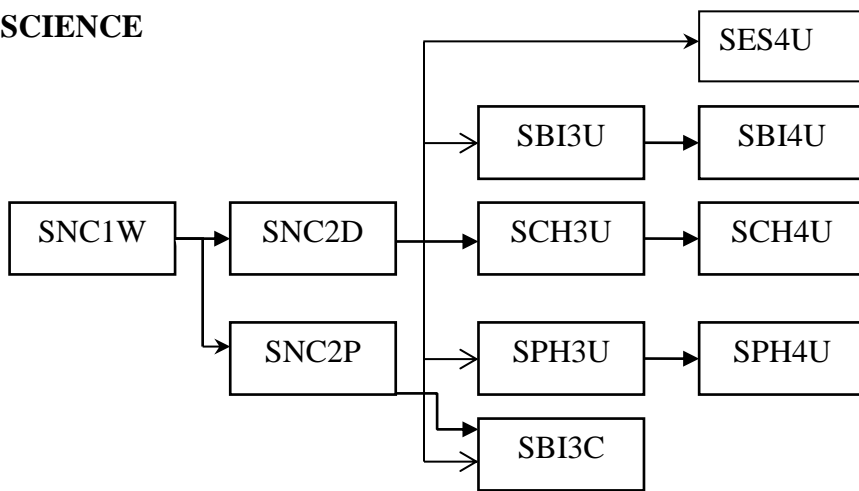 SCIENCE
SES4U
SBI3U
SBI4U
SNC1W
SNC2D
SCH3U
SCH4U
SNC2P
SPH3U
SPH4U
SBI3C